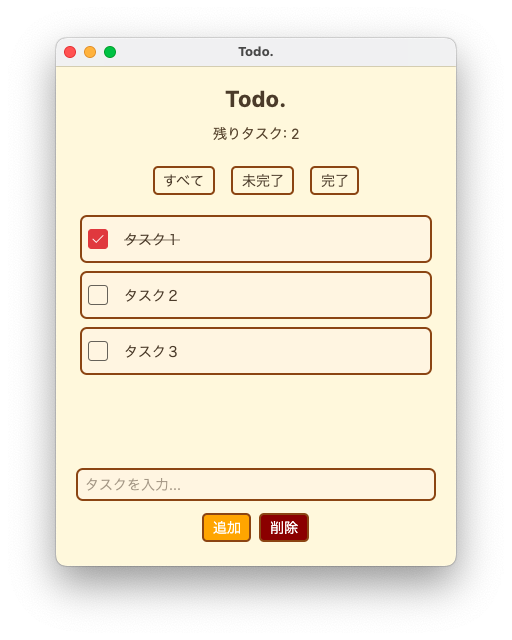 Todo.
Todo.
残りタスク: 2
すべて 未完了 完了
タスク１
タスク２
タスク３
タスクを入力...
追加 削除